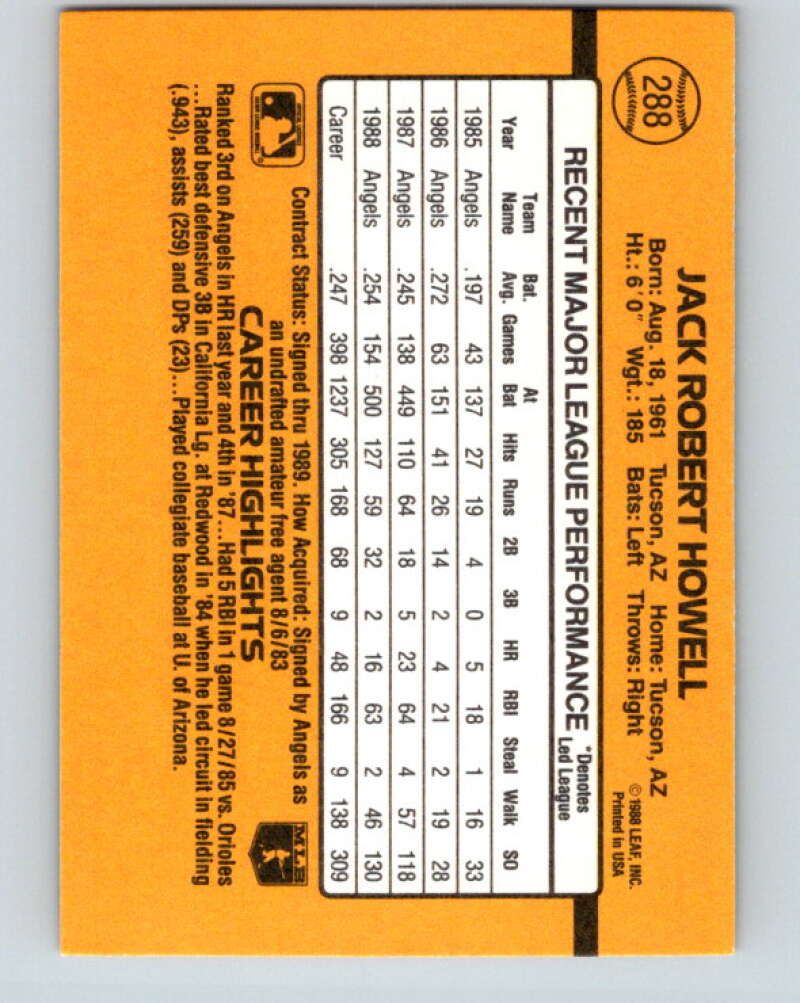 288
JACK ROBERT HOWELL
Born: Aug. 18, 1961 Tucson, AZ Home: Tucson, AZ
Ht.: 6'0" Wgt.: 185 Bats: Left Throws: Right
© 1988 LEAF, INC.
Printed in USA
RECENT MAJOR LEAGUE PERFORMANCE *Denotes Led League
Year Team Name Bat. Avg. Games At Bat Hits Runs 2B 3B HR RBI Steal Walk SO
1985 Angels .197 43 137 27 19 4 0 5 18 1 16 33
1986 Angels .272 63 151 41 26 14 2 4 21 2 19 28
1987 Angels .245 138 449 110 64 18 5 23 64 4 57 118
1988 Angels .254 154 500 127 59 32 2 16 63 2 46 130
Career .247 398 1237 305 168 68 9 48 166 9 138 309
Contract Status: Signed thru 1989. How Acquired: Signed by Angels as
an undrafted amateur free agent 8/6/83
MLB
CAREER HIGHLIGHTS
Ranked 3rd on Angels in HR last year and 4th in '87...Had 5 RBI in 1 game 8/27/85 vs. Orioles
...Rated best defensive 3B in California Lg. at Redwood in '84 when he led circuit in fielding
(.943), assists (259) and DPs (23)...Played collegiate baseball at U. of Arizona.